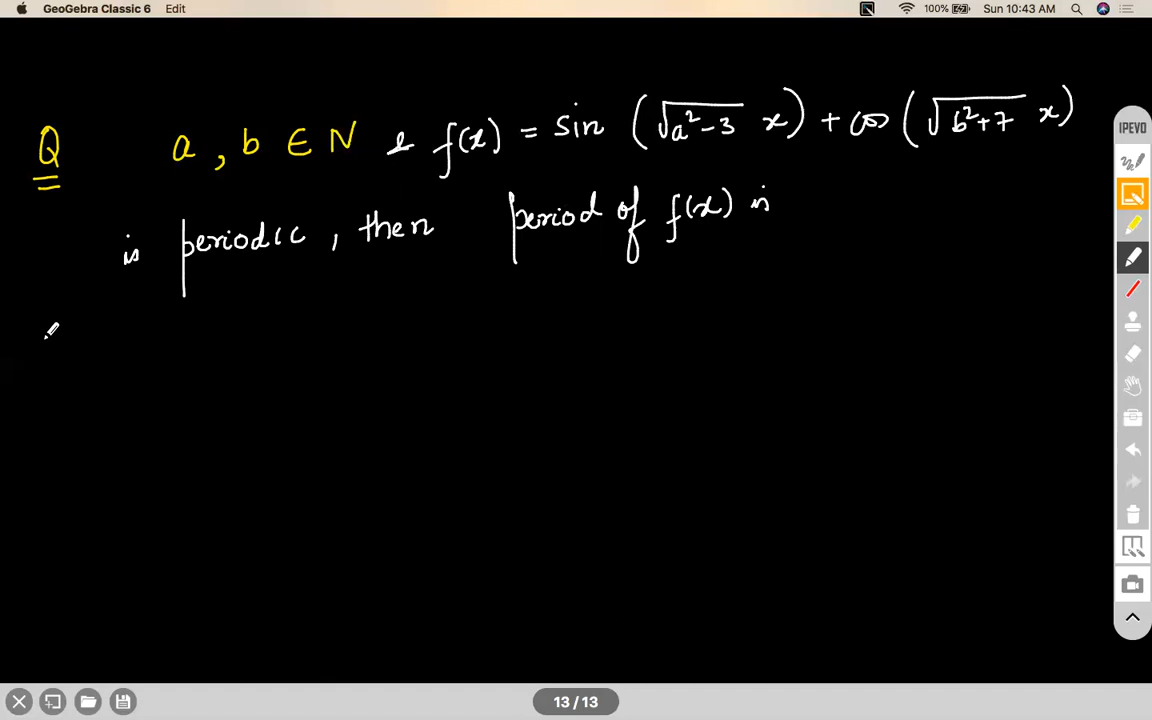 GeoGebra Classic 6 Edit 100% Sun 10:43 AM
Q a, b ∈ N & f(x) = sin (√(a²-3) x) + cos (√(b²+7) x)
is periodic, then period of f(x) is
IPEVO
13 / 13